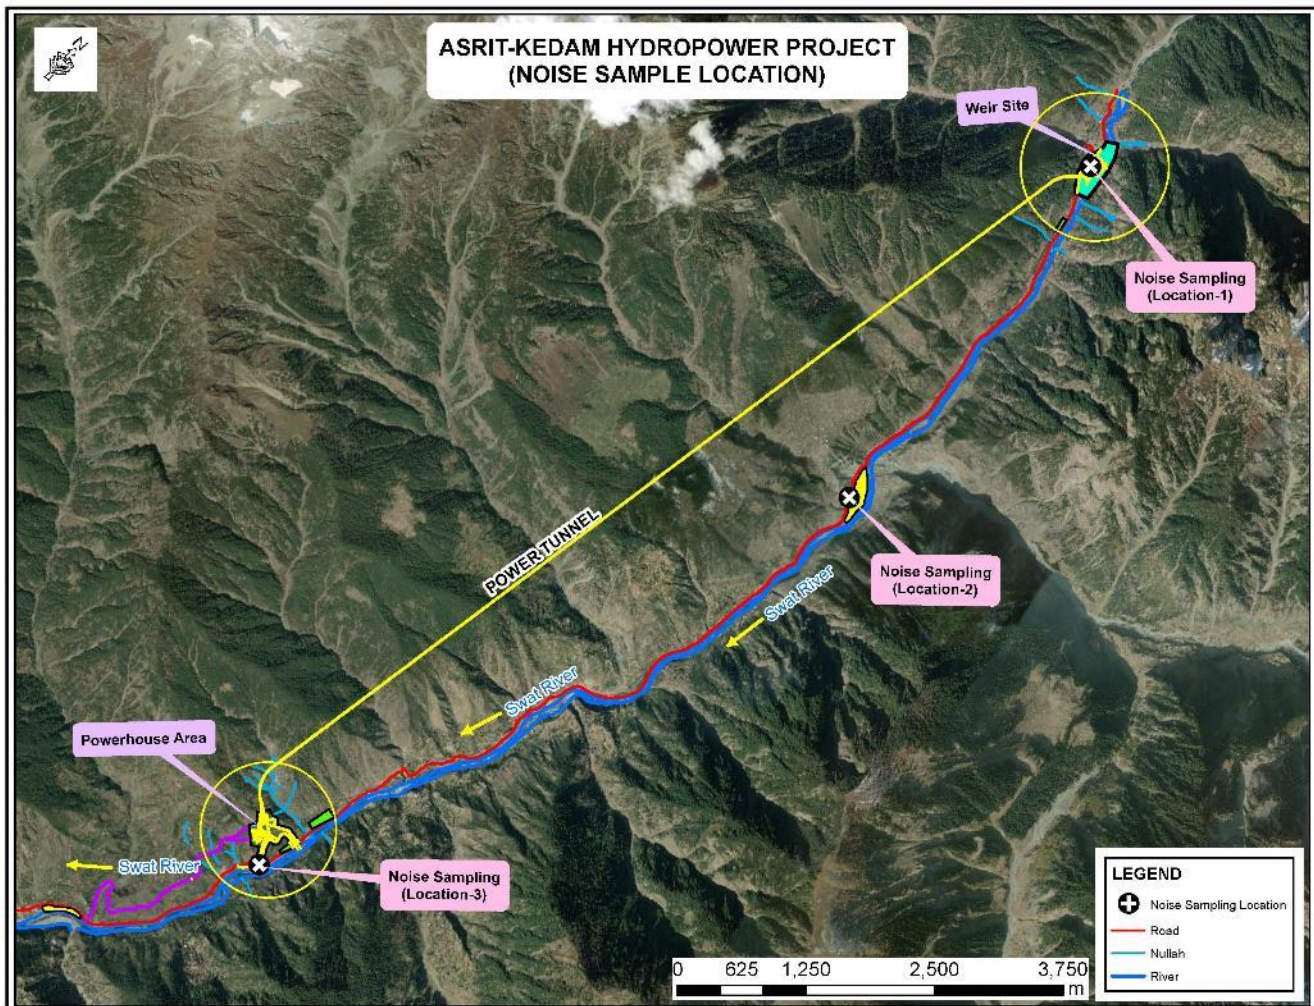 N
ASRIT-KEDAM HYDROPOWER PROJECT
(NOISE SAMPLE LOCATION)
Weir Site
Noise Sampling
(Location-1)
POWER TUNNEL
Noise Sampling
(Location-2)
Swat River
Swat River
Powerhouse Area
Swat River
Noise Sampling
(Location-3)
LEGEND
Noise Sampling Location
Road
Nullah
River
0 625 1,250 2,500 3,750
m